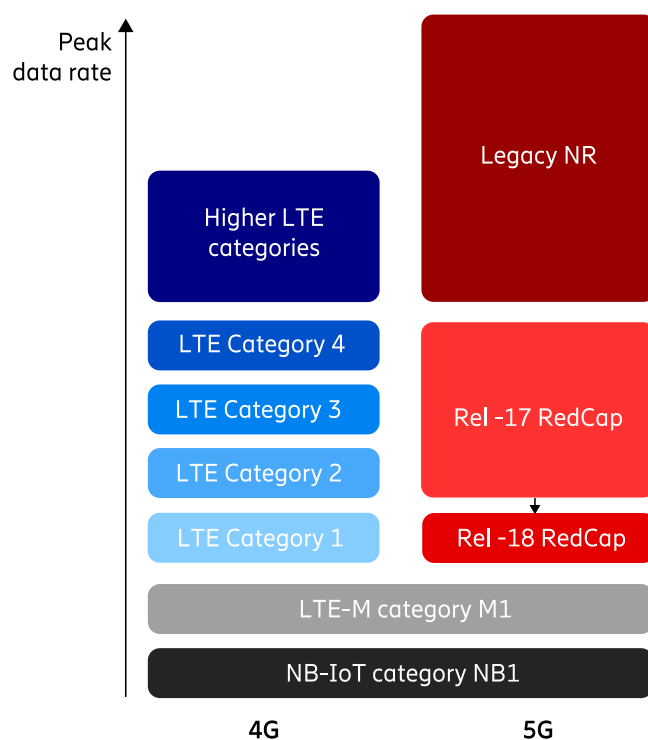 Peak
data rate
Legacy NR
Higher LTE
categories
LTE Category 4
LTE Category 3
Rel -17 RedCap
LTE Category 2
LTE Category 1
Rel -18 RedCap
LTE-M category M1
NB-IoT category NB1
4G
5G